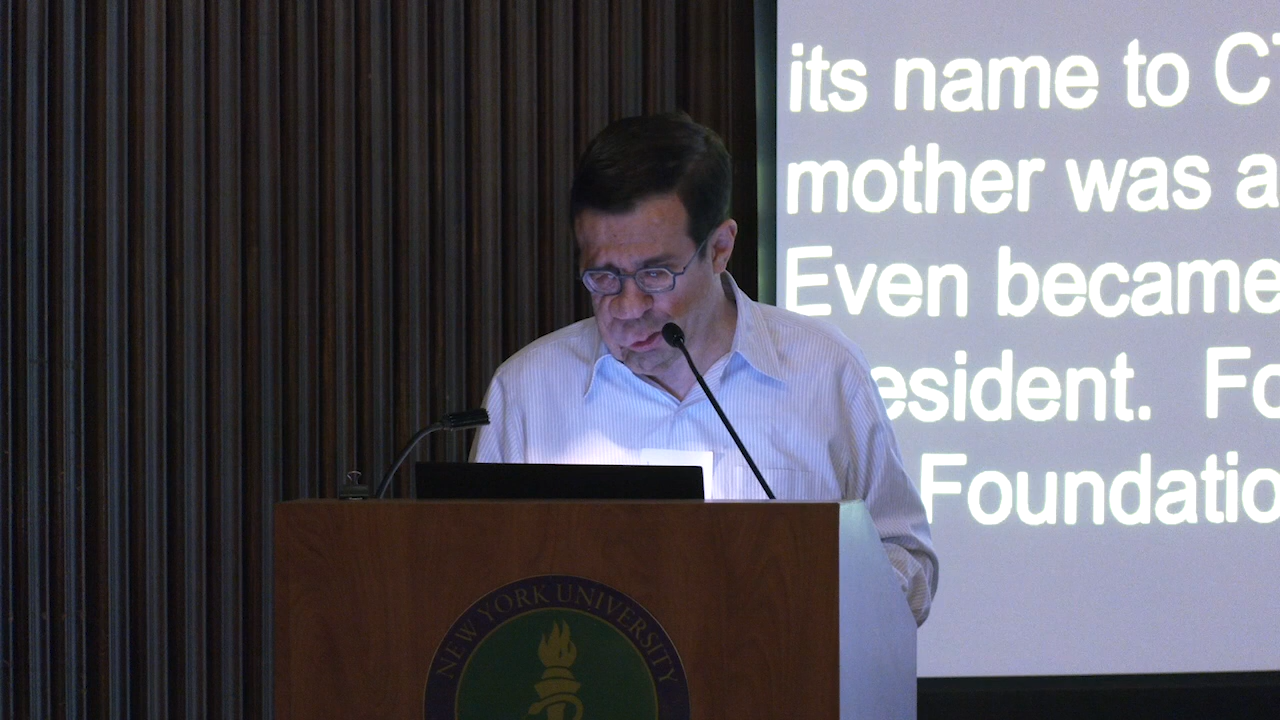 its name to C
mother was a
Even became
esident. Fo
Foundatio
NEW YORK UNIVERSITY